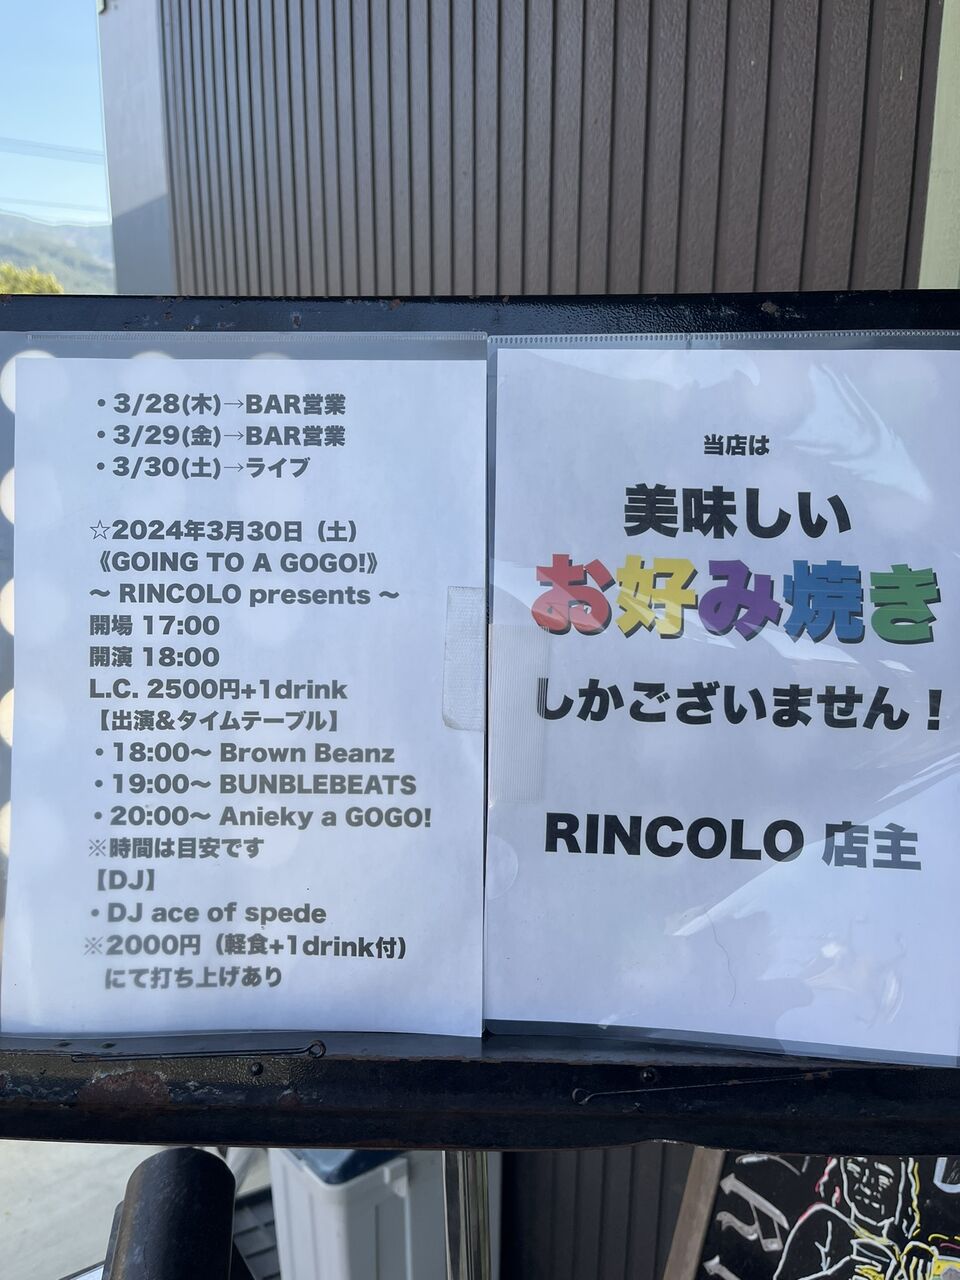 ・3/28(木)→BAR営業
・3/29(金)→BAR営業
・3/30(土)→ライブ
☆2024年3月30日（土）
《GOING TO A GOGO!》
〜 RINCOLO presents 〜
開場 17:00
開演 18:00
L.C. 2500円+1drink
【出演&タイムテーブル】
・18:00〜 Brown Beanz
・19:00〜 BUNBLEBEATS
・20:00〜 Anieky a GOGO!
※時間は目安です
【DJ】
・DJ ace of spede
※2000円（軽食+1drink付）
にて打ち上げあり
当店は
美味しい
お好み焼き
しかございません！
RINCOLO 店主